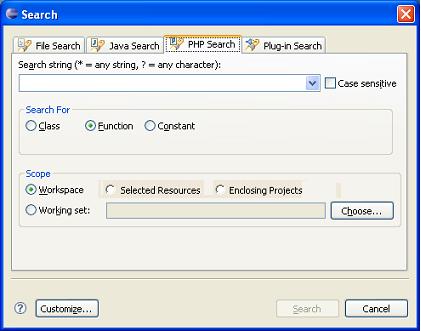 Search
File Search Java Search PHP Search Plug-in Search
Search string (* = any string, ? = any character):
Case sensitive
Search For
Class Function Constant
Scope
Workspace Selected Resources Enclosing Projects
Working set: Choose...
? Customize... Search Cancel